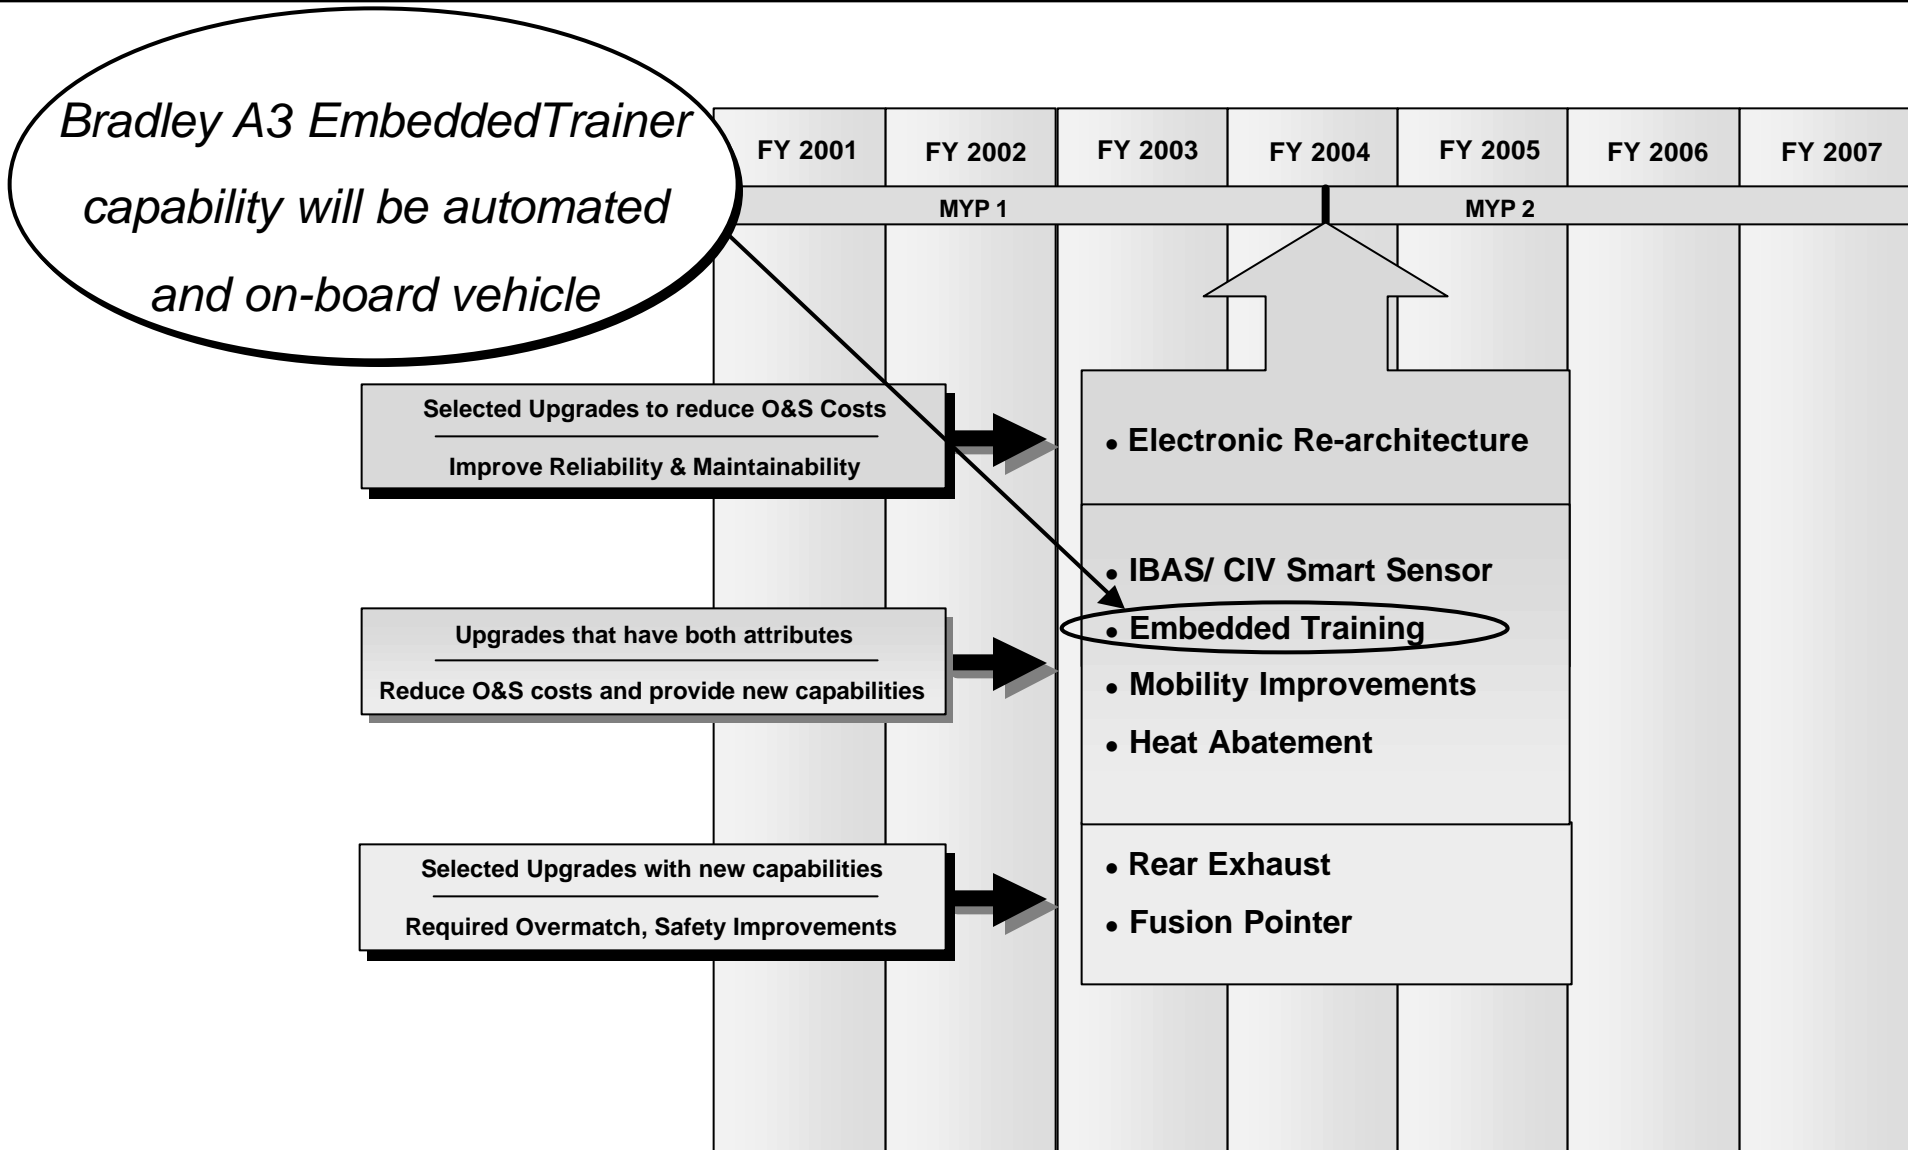 Bradley A3 EmbeddedTrainer
capability will be automated
and on-board vehicle
FY 2001
FY 2002
FY 2003
FY 2004
FY 2005
FY 2006
FY 2007
MYP 1
MYP 2
Selected Upgrades to reduce O&S Costs
Improve Reliability & Maintainability
• Electronic Re-architecture
Upgrades that have both attributes
Reduce O&S costs and provide new capabilities
• IBAS/ CIV Smart Sensor
• Embedded Training
• Mobility Improvements
• Heat Abatement
Selected Upgrades with new capabilities
Required Overmatch, Safety Improvements
• Rear Exhaust
• Fusion Pointer